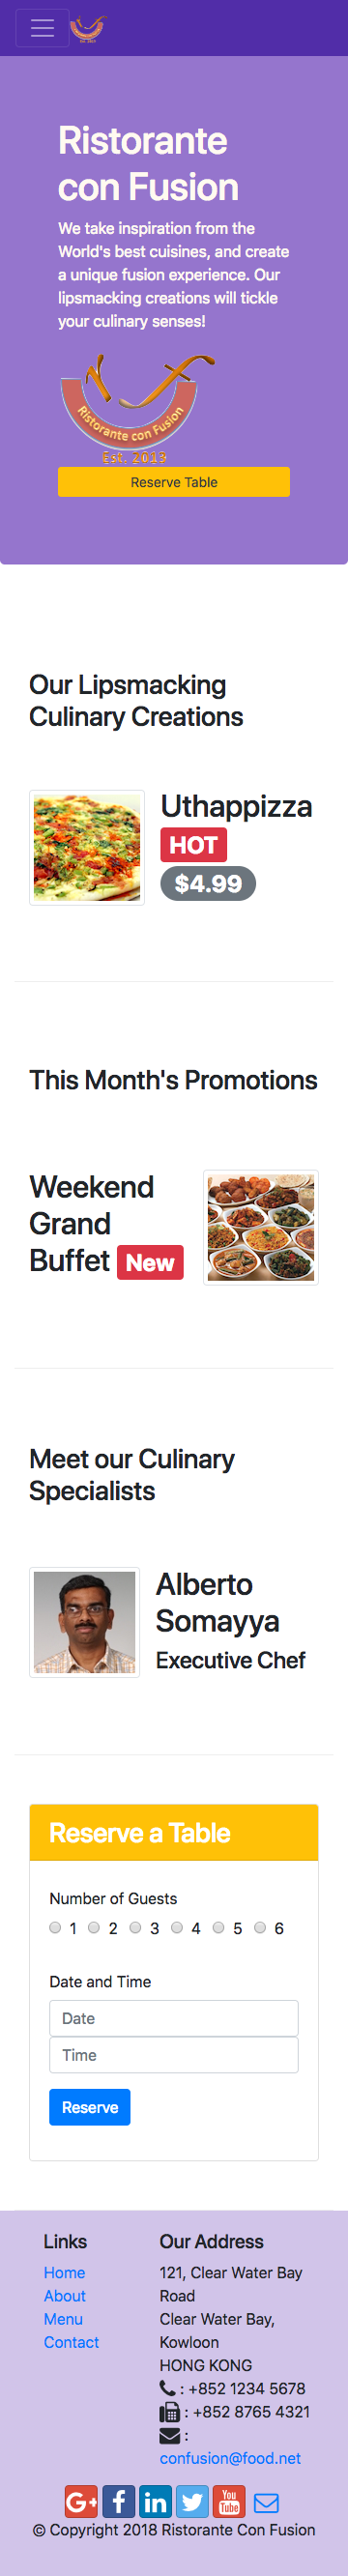 Ristorante
con Fusion
We take inspiration from the
World's best cuisines, and create
a unique fusion experience. Our
lipsmacking creations will tickle
your culinary senses!
Ristorante con Fusion
Est. 2013
Reserve Table
Our Lipsmacking
Culinary Creations
Uthappizza
HOT
$4.99
This Month's Promotions
Weekend
Grand
Buffet New
Meet our Culinary
Specialists
Alberto
Somayya
Executive Chef
Reserve a Table
Number of Guests
1 2 3 4 5 6
Date and Time
Date
Time
Reserve
Links
Home
About
Menu
Contact
Our Address
121, Clear Water Bay
Road
Clear Water Bay,
Kowloon
HONG KONG
: +852 1234 5678
: +852 8765 4321
:
confusion@food.net
G+ f in You Tube
© Copyright 2018 Ristorante Con Fusion